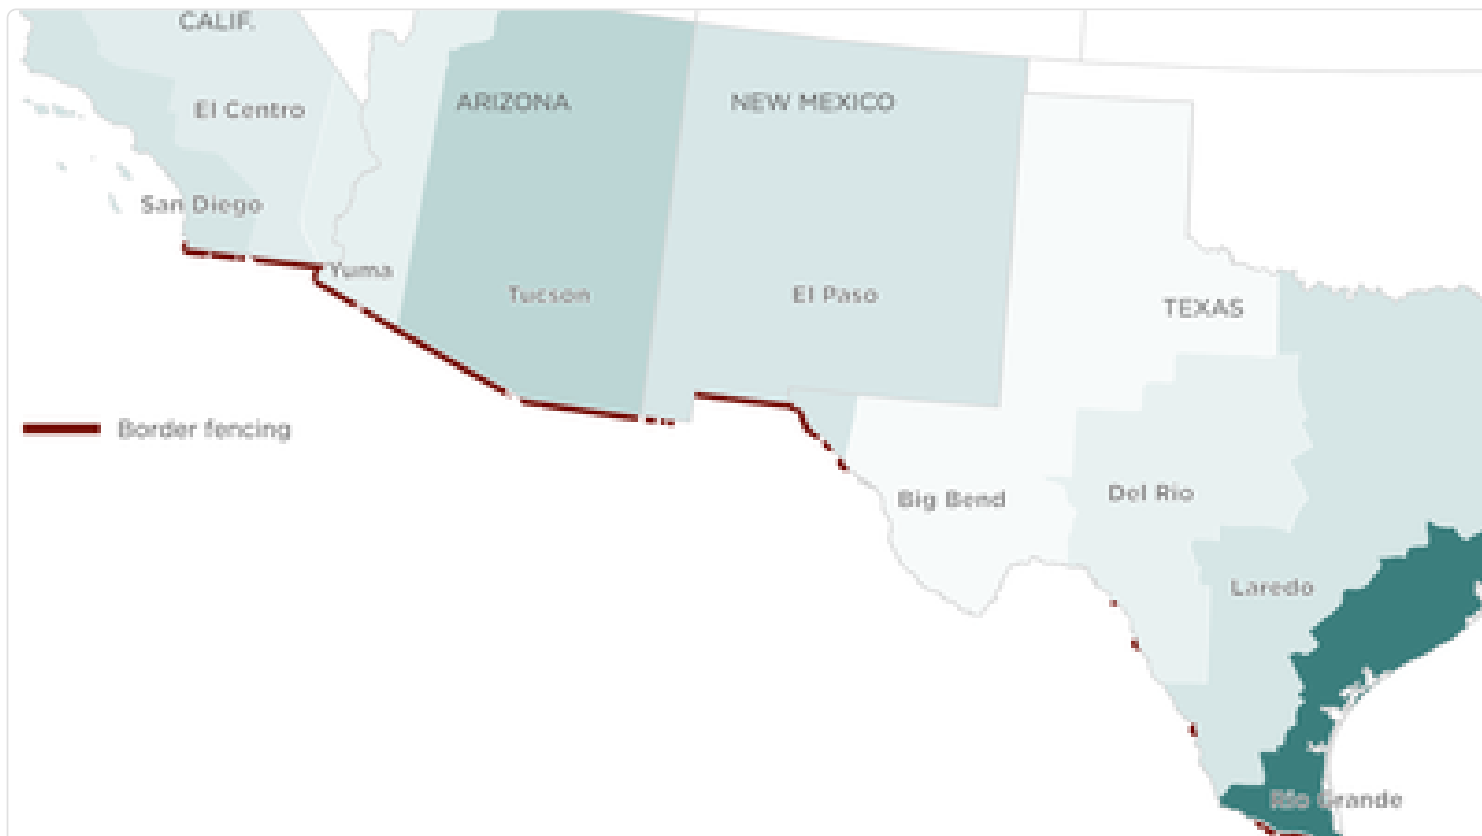 CALIF.
El Centro
ARIZONA
NEW MEXICO
San Diego
Yuma
Tucson
El Paso
TEXAS
Border fencing
Big Bend
Del Rio
Laredo
Rio Grande